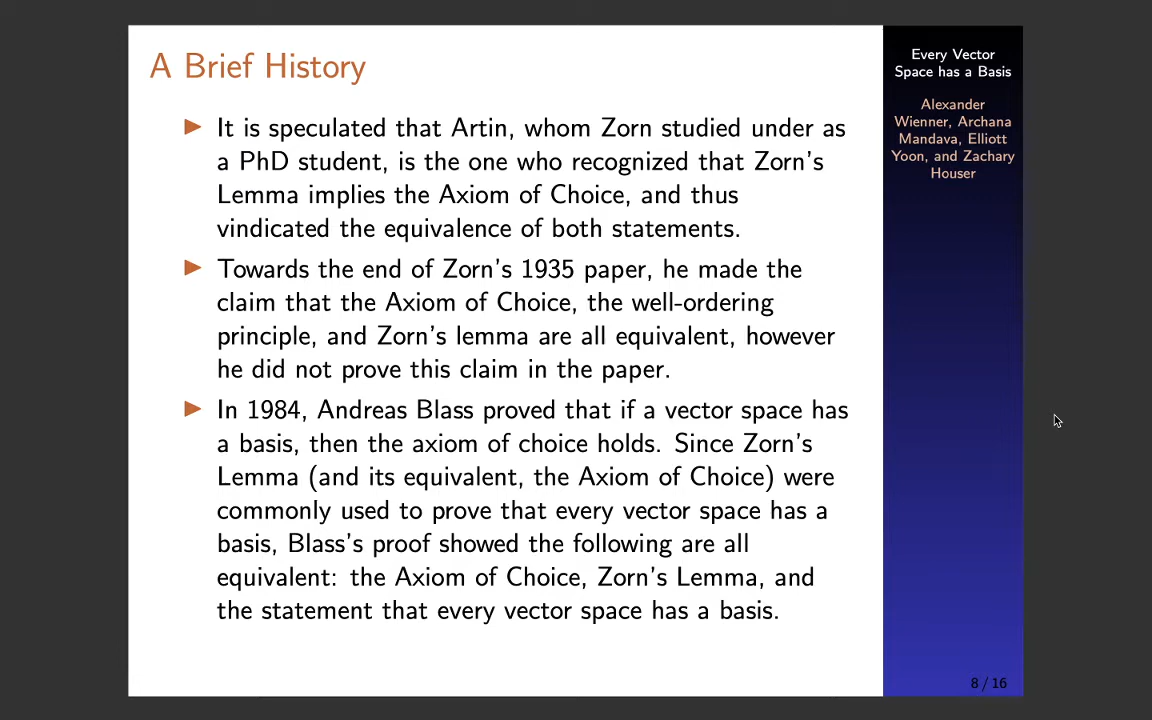 A Brief History
It is speculated that Artin, whom Zorn studied under as
a PhD student, is the one who recognized that Zorn's
Lemma implies the Axiom of Choice, and thus
vindicated the equivalence of both statements.
Towards the end of Zorn's 1935 paper, he made the
claim that the Axiom of Choice, the well-ordering
principle, and Zorn's lemma are all equivalent, however
he did not prove this claim in the paper.
In 1984, Andreas Blass proved that if a vector space has
a basis, then the axiom of choice holds. Since Zorn's
Lemma (and its equivalent, the Axiom of Choice) were
commonly used to prove that every vector space has a
basis, Blass's proof showed the following are all
equivalent: the Axiom of Choice, Zorn's Lemma, and
the statement that every vector space has a basis.
Every Vector
Space has a Basis
Alexander
Wienner, Archana
Mandava, Elliott
Yoon, and Zachary
Houser
8 / 16